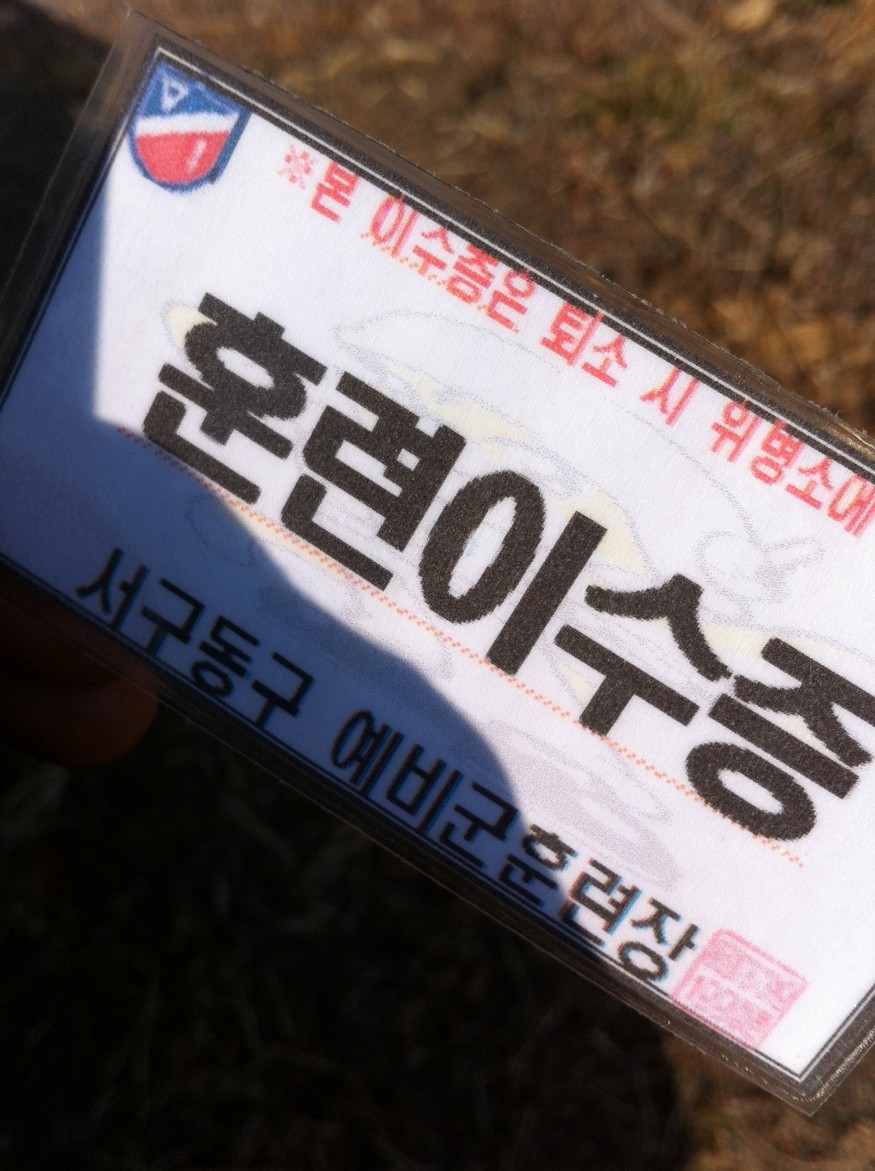 ※본 이수증은 퇴소 시 위병소에
훈련이수증
서구동구 예비군훈련장